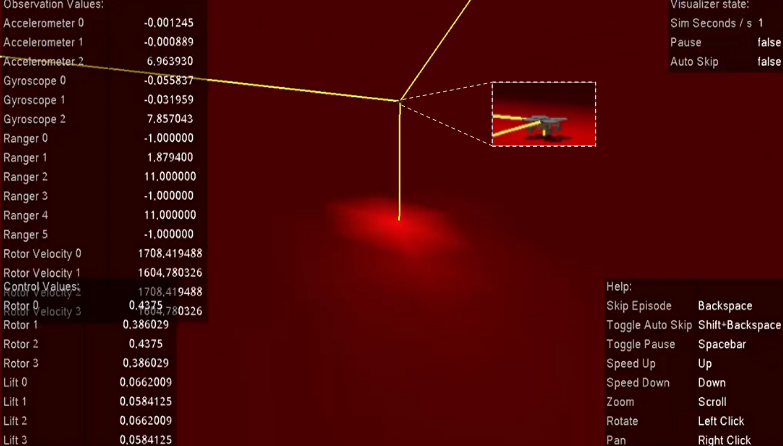 Observation Values:
Accelerometer 0 -0,001245
Accelerometer 1 -0,000889
Accelerometer 2 6,963930
Gyroscope 0 -0,055837
Gyroscope 1 -0,031959
Gyroscope 2 7,857043
Ranger 0 -1,000000
Ranger 1 1,879400
Ranger 2 11,000000
Ranger 3 -1,000000
Ranger 4 11,000000
Ranger 5 -1,000000
Rotor Velocity 0 1708,419488
Rotor Velocity 1 1604,780326
Rotor Velocity 2 1708,419488
Rotor Velocity 3 1604,780326
Control Values:
Rotor 0 0,4375
Rotor 1 0,386029
Rotor 2 0,4375
Rotor 3 0,386029
Lift 0 0,0662009
Lift 1 0,0584125
Lift 2 0,0662009
Lift 3 0,0584125
Visualizer state:
Sim Seconds / s 1
Pause false
Auto Skip false
Help:
Skip Episode Backspace
Toggle Auto Skip Shift+Backspace
Toggle Pause Spacebar
Speed Up Up
Speed Down Down
Zoom Scroll
Rotate Left Click
Pan Right Click